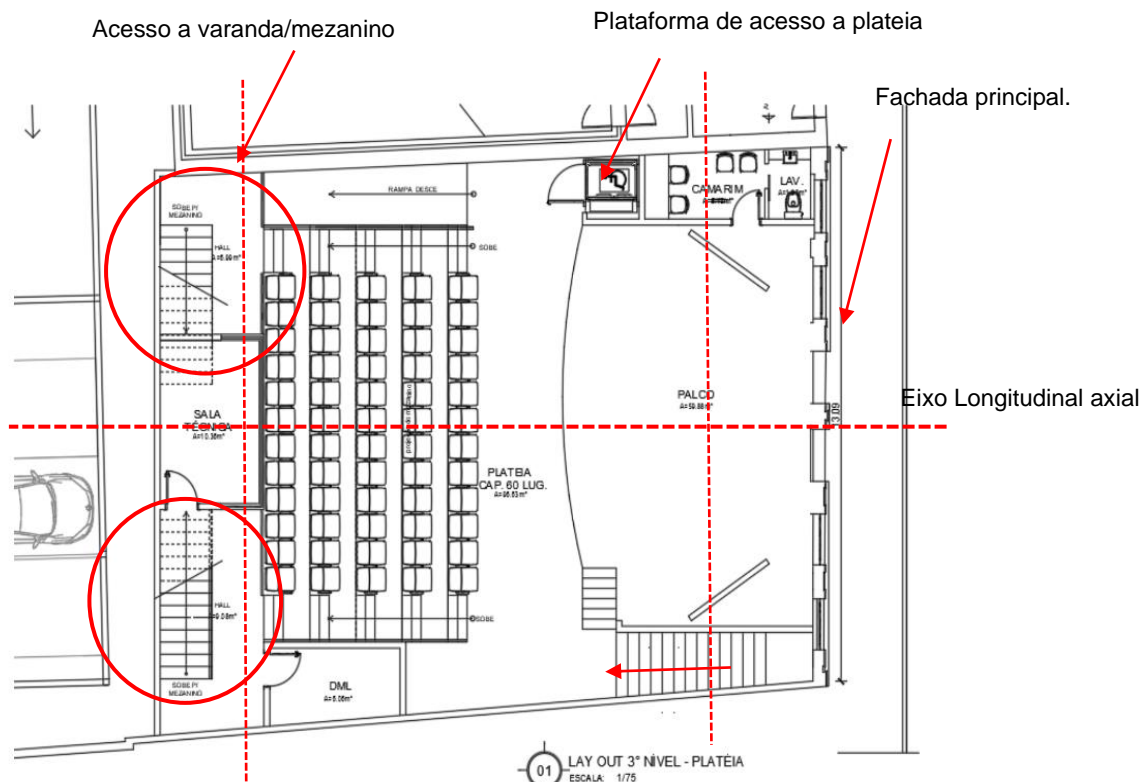 Acesso a varanda/mezanino
Plataforma de acesso a plateia
Fachada principal.
RAMPA DESCE
CAMARIM
LAV.
SOBE P/
MEZANINO
HALL
SOBE
PALCO
Eixo Longitudinal axial
13.09
SALA
TÉCNICA
A=10.36m²
PLATEIA
CAP. 60 LUG.
HALL
SOBE
SOBE P/
MEZANINO
DML
01
LAY OUT 3° NÍVEL - PLATÉIA
ESCALA: 1/75